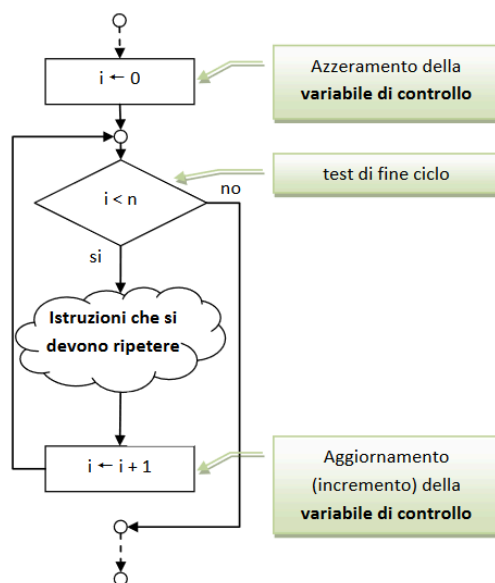 i ← 0
Azzeramento della
variabile di controllo
i < n
no
test di fine ciclo
si
Istruzioni che si
devono ripetere
i ← i + 1
Aggiornamento
(incremento) della
variabile di controllo